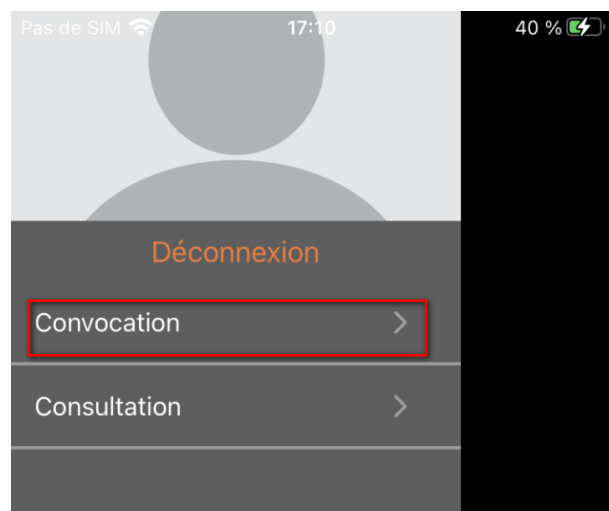 Pas de SIM 17:10 40 %
Déconnexion
Convocation
Consultation